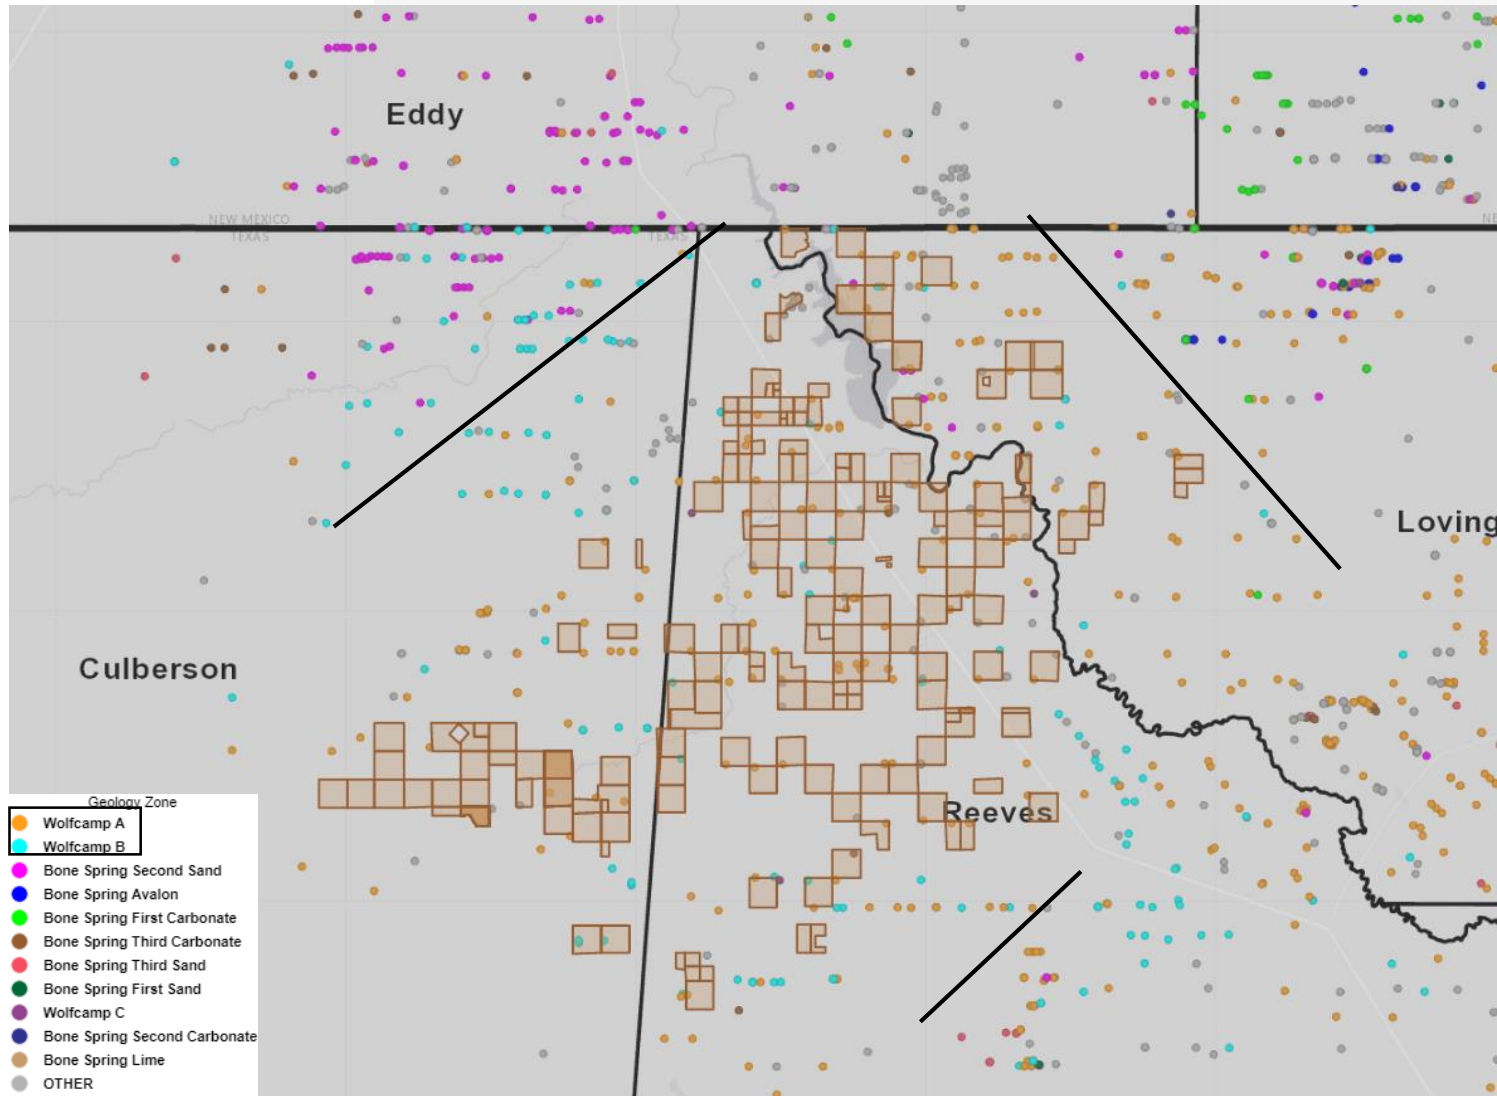 Eddy
NEW MEXICO
TEXAS
TEXAS
NE
Loving
Culberson
Reeves
Geology Zone
Wolfcamp A
Wolfcamp B
Bone Spring Second Sand
Bone Spring Avalon
Bone Spring First Carbonate
Bone Spring Third Carbonate
Bone Spring Third Sand
Bone Spring First Sand
Wolfcamp C
Bone Spring Second Carbonate
Bone Spring Lime
OTHER